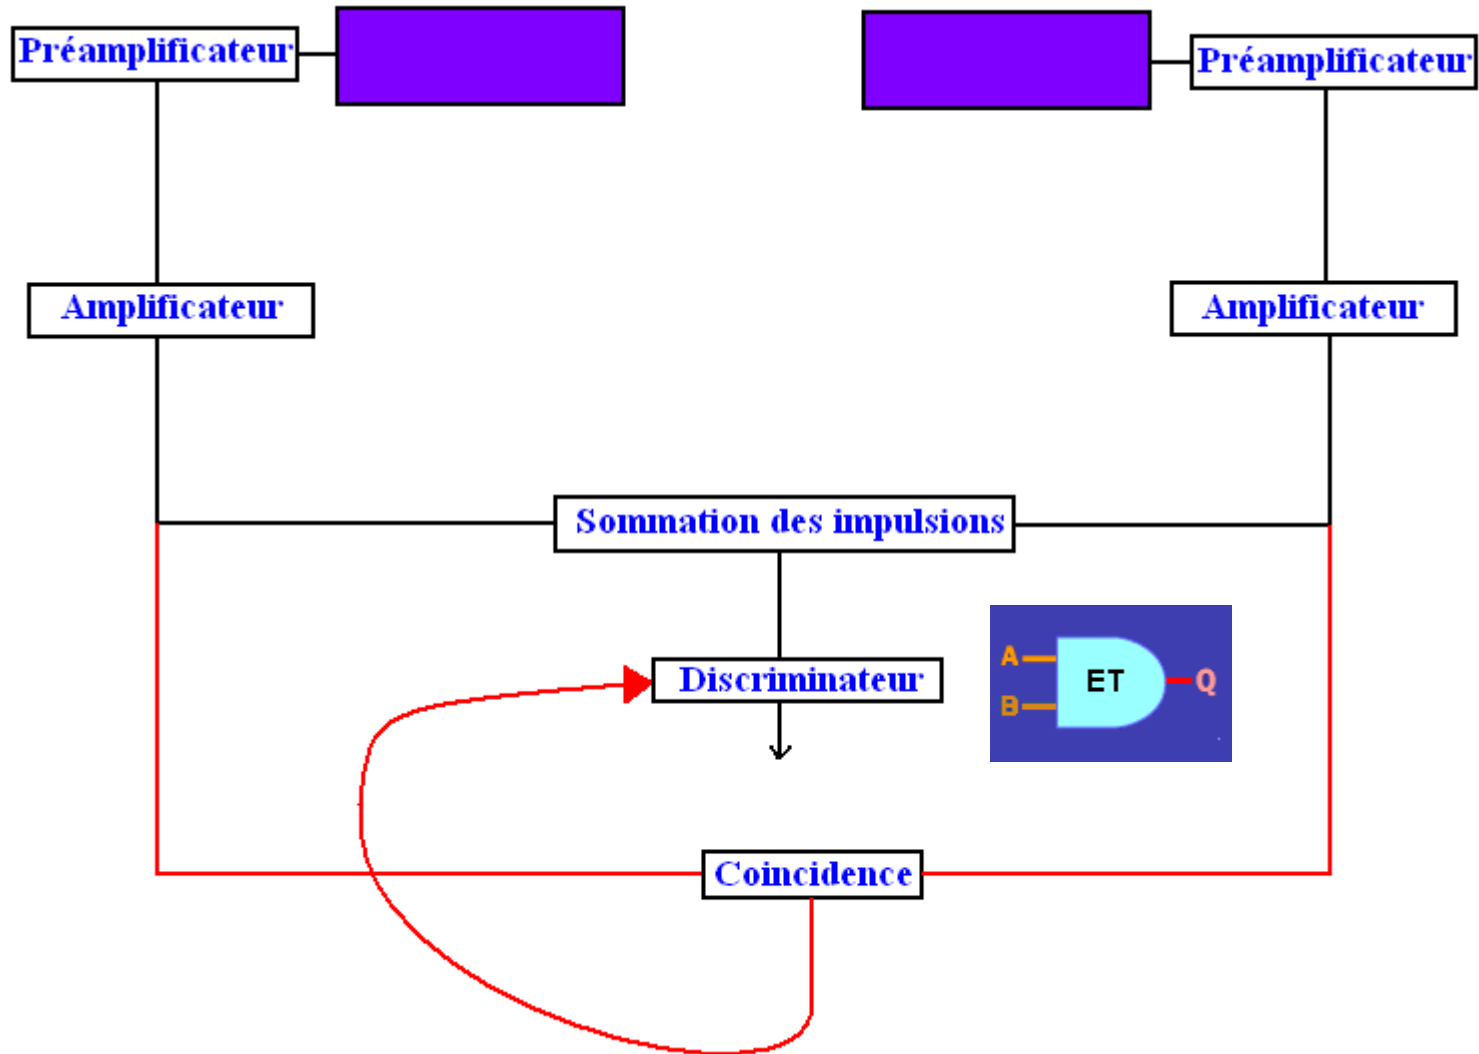 Préamplificateur
Préamplificateur
Amplificateur
Amplificateur
Sommation des impulsions
Discriminateur
A
ET
Q
B
Coincidence